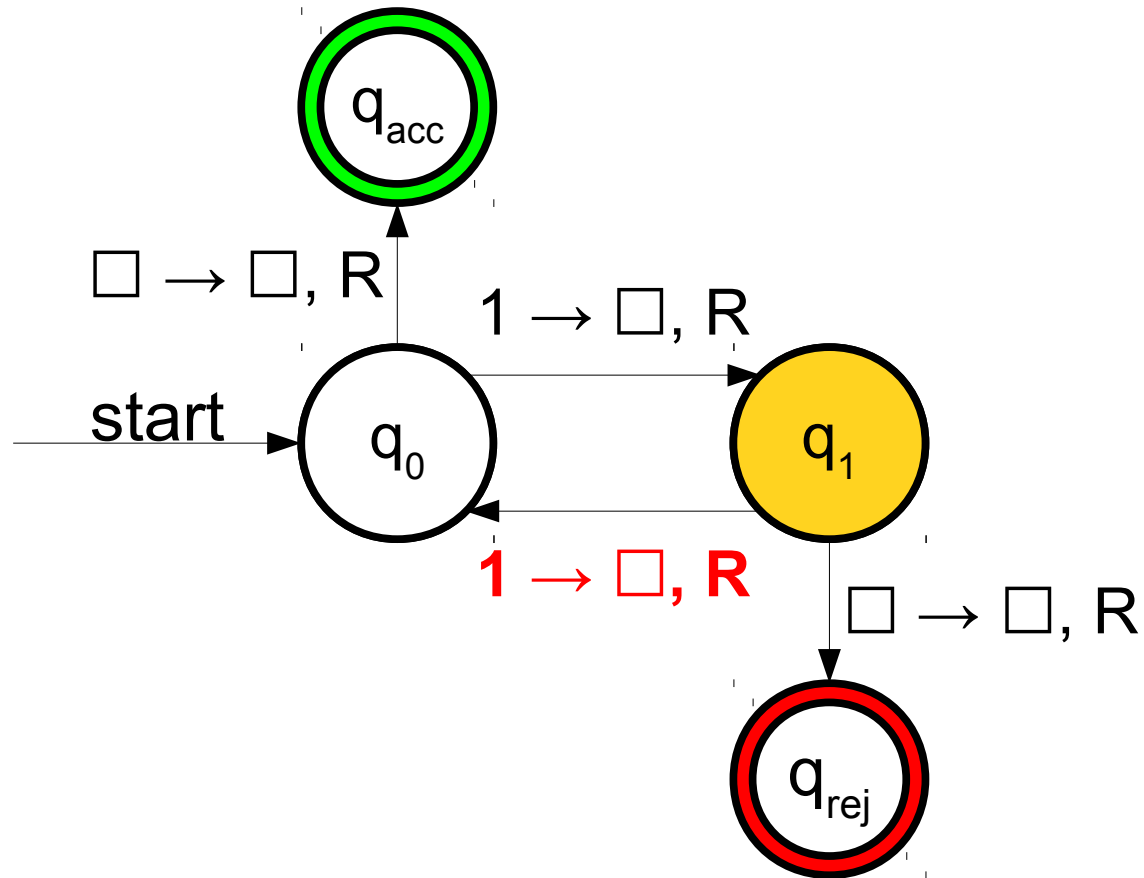 q_acc
□ → □, R
1 → □, R
start
q_0
q_1
1 → □, R
□ → □, R
q_rej